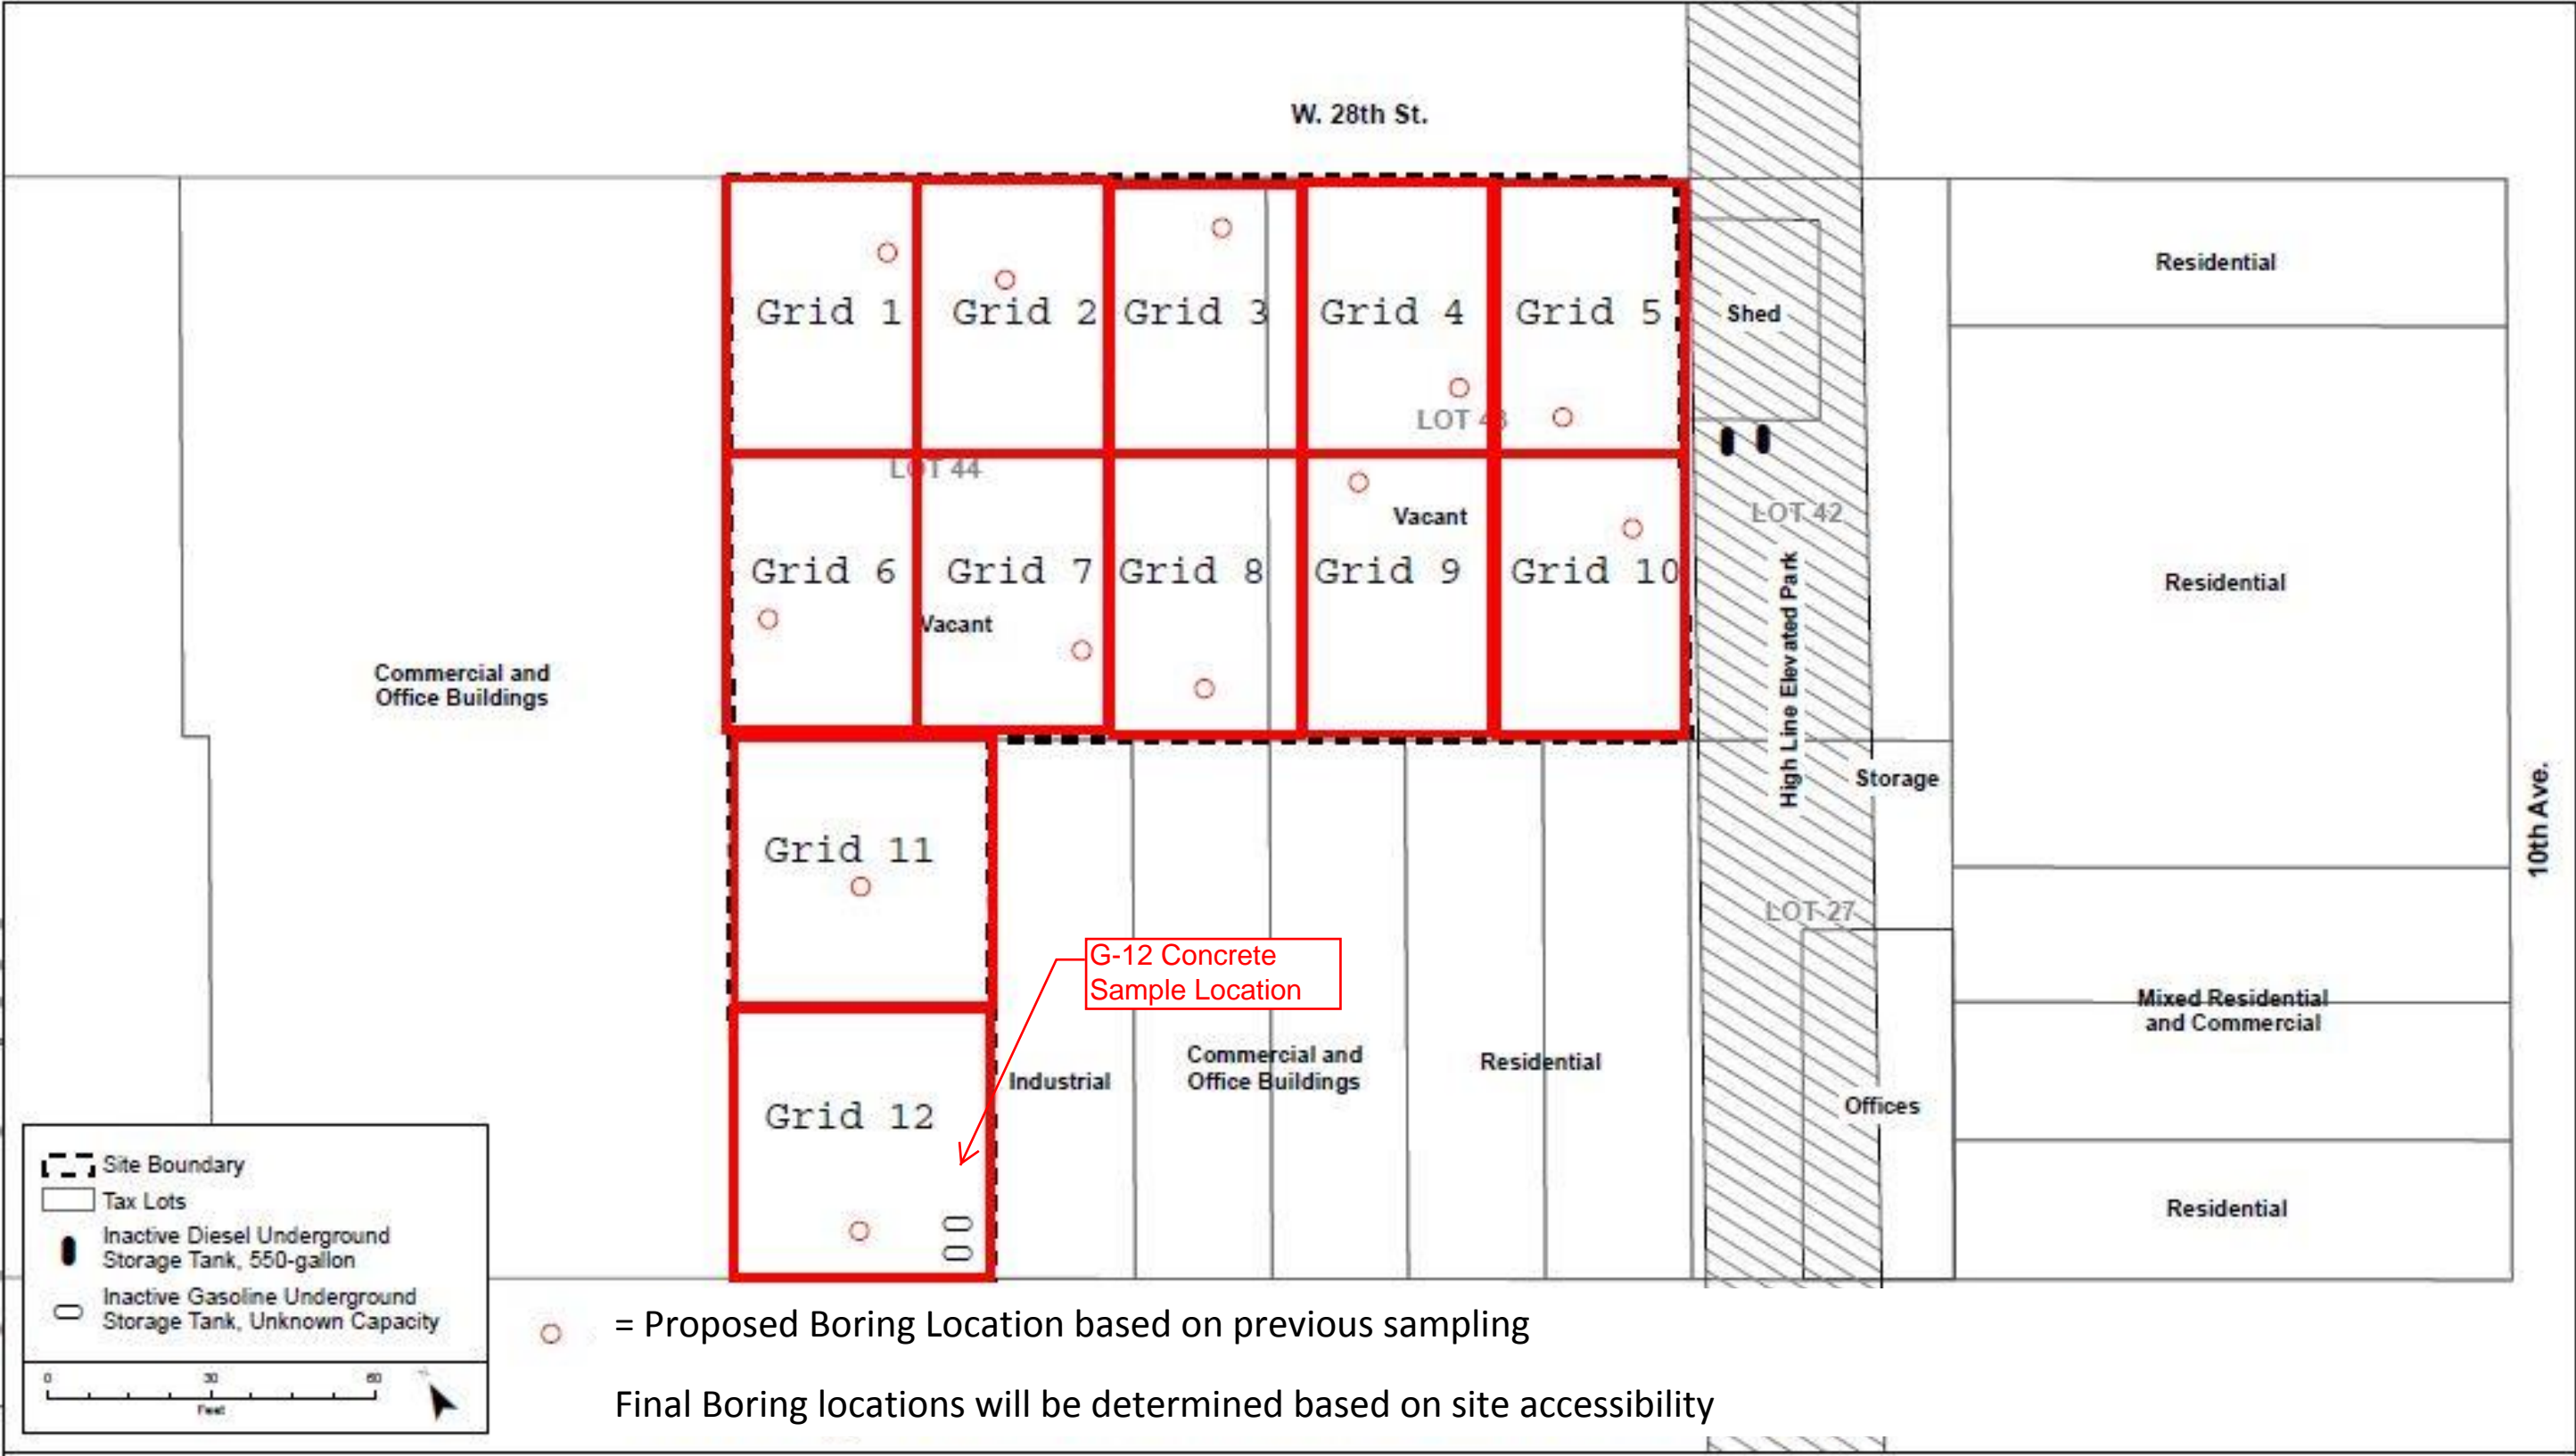 W. 28th St.
Grid 1
Grid 2
Grid 3
Grid 4
Grid 5
Shed
Residential
LOT 43
LOT 44
Vacant
LOT 42
Grid 6
Grid 7
Grid 8
Grid 9
Grid 10
Residential
Vacant
Commercial and
Office Buildings
High Line Elevated Park
Storage
10th Ave.
Grid 11
LOT 27
G-12 Concrete
Sample Location
Mixed Residential
and Commercial
Commercial and
Office Buildings
Residential
Industrial
Grid 12
Offices
Residential
Site Boundary
Tax Lots
Inactive Diesel Underground
Storage Tank, 550-gallon
Inactive Gasoline Underground
Storage Tank, Unknown Capacity
0 30 60
Feet
= Proposed Boring Location based on previous sampling
Final Boring locations will be determined based on site accessibility